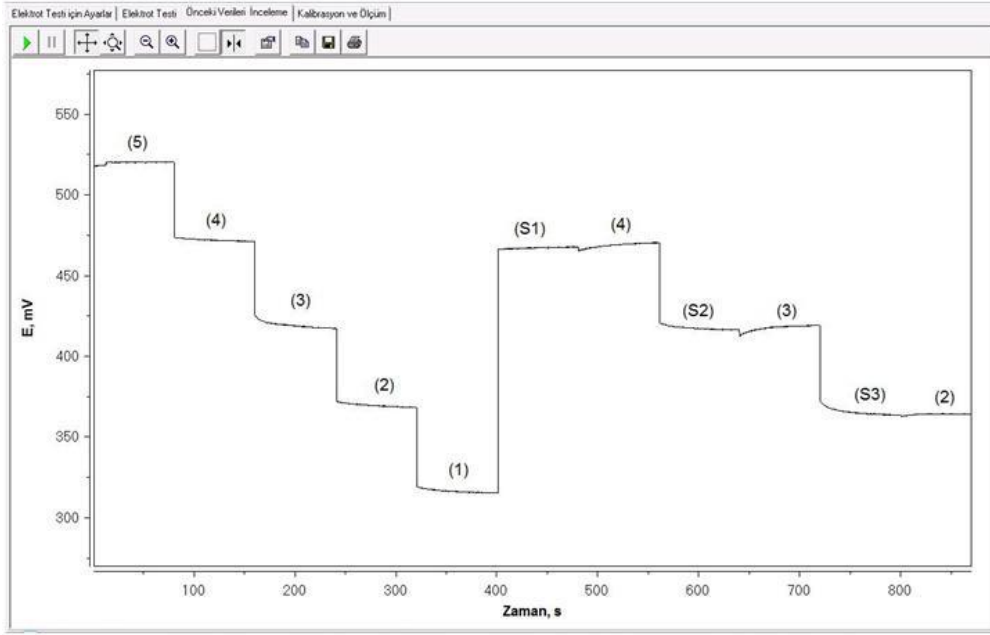 Elektrot Testi için Ayarlar Elektrot Testi Önceki Verileri İnceleme Kalibrasyon ve Ölçüm
E, mV
550
500
450
400
350
300
(5)
(4)
(3)
(2)
(1)
(S1)
(4)
(S2)
(3)
(S3)
(2)
100 200 300 400 500 600 700 800
Zaman, s